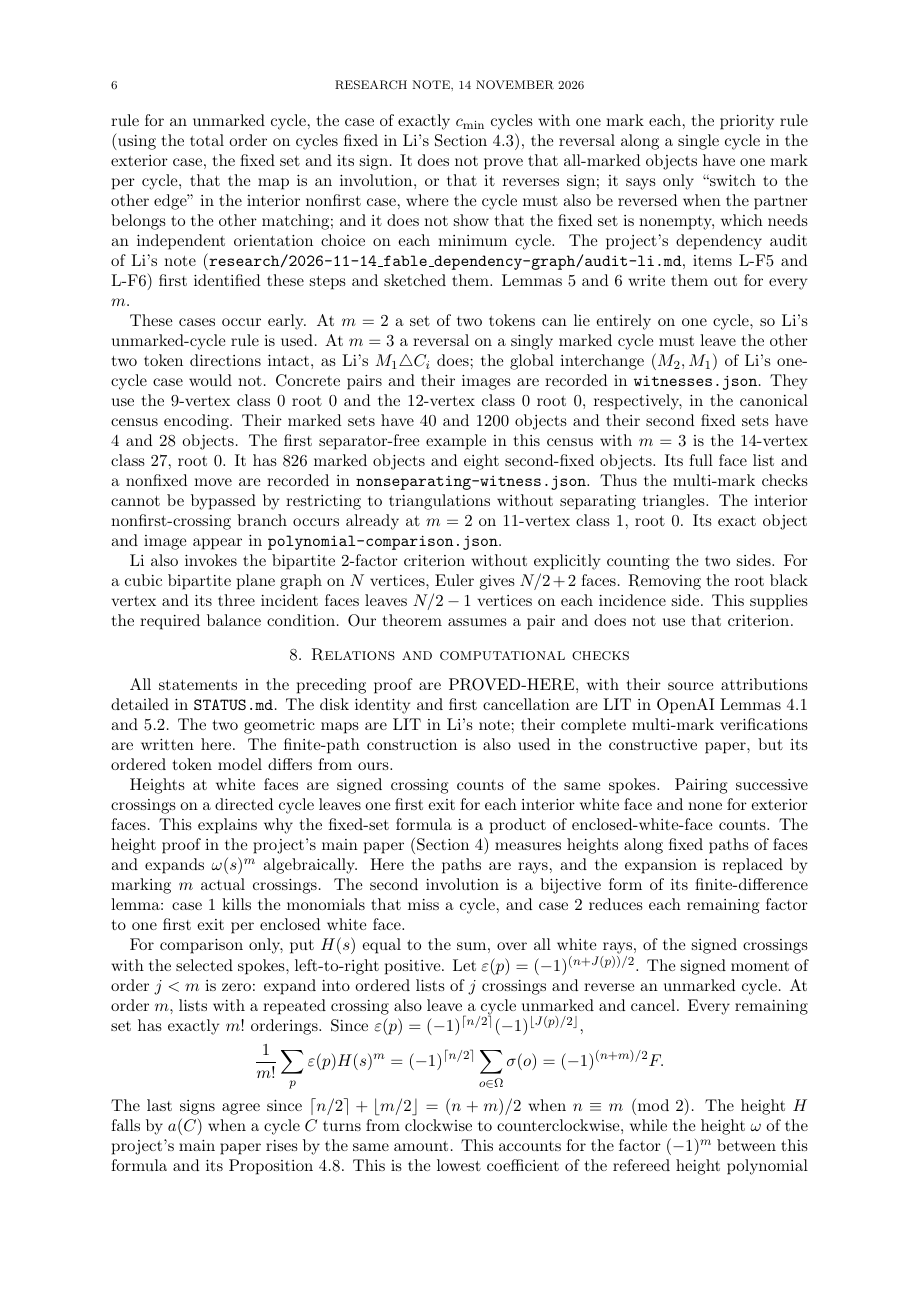 6 RESEARCH NOTE, 14 NOVEMBER 2026
rule for an unmarked cycle, the case of exactly c_min cycles with one mark each, the priority rule
(using the total order on cycles fixed in Li's Section 4.3), the reversal along a single cycle in the
exterior case, the fixed set and its sign. It does not prove that all-marked objects have one mark
per cycle, that the map is an involution, or that it reverses sign; it says only “switch to the
other edge” in the interior nonfirst case, where the cycle must also be reversed when the partner
belongs to the other matching; and it does not show that the fixed set is nonempty, which needs
an independent orientation choice on each minimum cycle. The project's dependency audit
of Li's note (research/2026-11-14_fable_dependency-graph/audit-li.md, items L-F5 and
L-F6) first identified these steps and sketched them. Lemmas 5 and 6 write them out for every
m.
These cases occur early. At m = 2 a set of two tokens can lie entirely on one cycle, so Li's
unmarked-cycle rule is used. At m = 3 a reversal on a singly marked cycle must leave the other
two token directions intact, as Li's M₁△Cᵢ does; the global interchange (M₂, M₁) of Li's one-
cycle case would not. Concrete pairs and their images are recorded in witnesses.json. They
use the 9-vertex class 0 root 0 and the 12-vertex class 0 root 0, respectively, in the canonical
census encoding. Their marked sets have 40 and 1200 objects and their second fixed sets have
4 and 28 objects. The first separator-free example in this census with m = 3 is the 14-vertex
class 27, root 0. It has 826 marked objects and eight second-fixed objects. Its full face list and
a nonfixed move are recorded in nonseparating-witness.json. Thus the multi-mark checks
cannot be bypassed by restricting to triangulations without separating triangles. The interior
nonfirst-crossing branch occurs already at m = 2 on 11-vertex class 1, root 0. Its exact object
and image appear in polynomial-comparison.json.
Li also invokes the bipartite 2-factor criterion without explicitly counting the two sides. For
a cubic bipartite plane graph on N vertices, Euler gives N/2+2 faces. Removing the root black
vertex and its three incident faces leaves N/2 − 1 vertices on each incidence side. This supplies
the required balance condition. Our theorem assumes a pair and does not use that criterion.
8. Relations and computational checks
All statements in the preceding proof are PROVED-HERE, with their source attributions
detailed in STATUS.md. The disk identity and first cancellation are LIT in OpenAI Lemmas 4.1
and 5.2. The two geometric maps are LIT in Li's note; their complete multi-mark verifications
are written here. The finite-path construction is also used in the constructive paper, but its
ordered token model differs from ours.
Heights at white faces are signed crossing counts of the same spokes. Pairing successive
crossings on a directed cycle leaves one first exit for each interior white face and none for exterior
faces. This explains why the fixed-set formula is a product of enclosed-white-face counts. The
height proof in the project's main paper (Section 4) measures heights along fixed paths of faces
and expands ω(s)^m algebraically. Here the paths are rays, and the expansion is replaced by
marking m actual crossings. The second involution is a bijective form of its finite-difference
lemma: case 1 kills the monomials that miss a cycle, and case 2 reduces each remaining factor
to one first exit per enclosed white face.
For comparison only, put H(s) equal to the sum, over all white rays, of the signed crossings
with the selected spokes, left-to-right positive. Let ε(p) = (−1)^{(n+J(p))/2}. The signed moment of
order j < m is zero: expand into ordered lists of j crossings and reverse an unmarked cycle. At
order m, lists with a repeated crossing also leave a cycle unmarked and cancel. Every remaining
set has exactly m! orderings. Since ε(p) = (−1)^{⌈n/2⌉}(−1)^{⌊J(p)/2⌋},
1/m! ∑_p ε(p)H(s)^m = (−1)^{⌈n/2⌉} ∑_{o∈Ω} σ(o) = (−1)^{(n+m)/2}F.
The last signs agree since ⌈n/2⌉ + ⌊m/2⌋ = (n + m)/2 when n ≡ m (mod 2). The height H
falls by a(C) when a cycle C turns from clockwise to counterclockwise, while the height ω of the
project's main paper rises by the same amount. This accounts for the factor (−1)^m between this
formula and its Proposition 4.8. This is the lowest coefficient of the refereed height polynomial